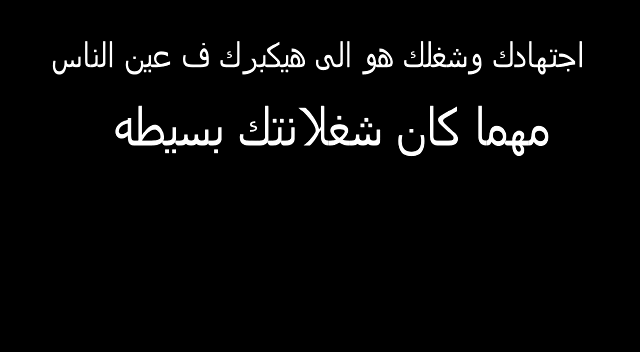 اجتهادك وشغلك هو الى هيكبرك ف عين الناس
مهما كان شغلانتك بسيطه